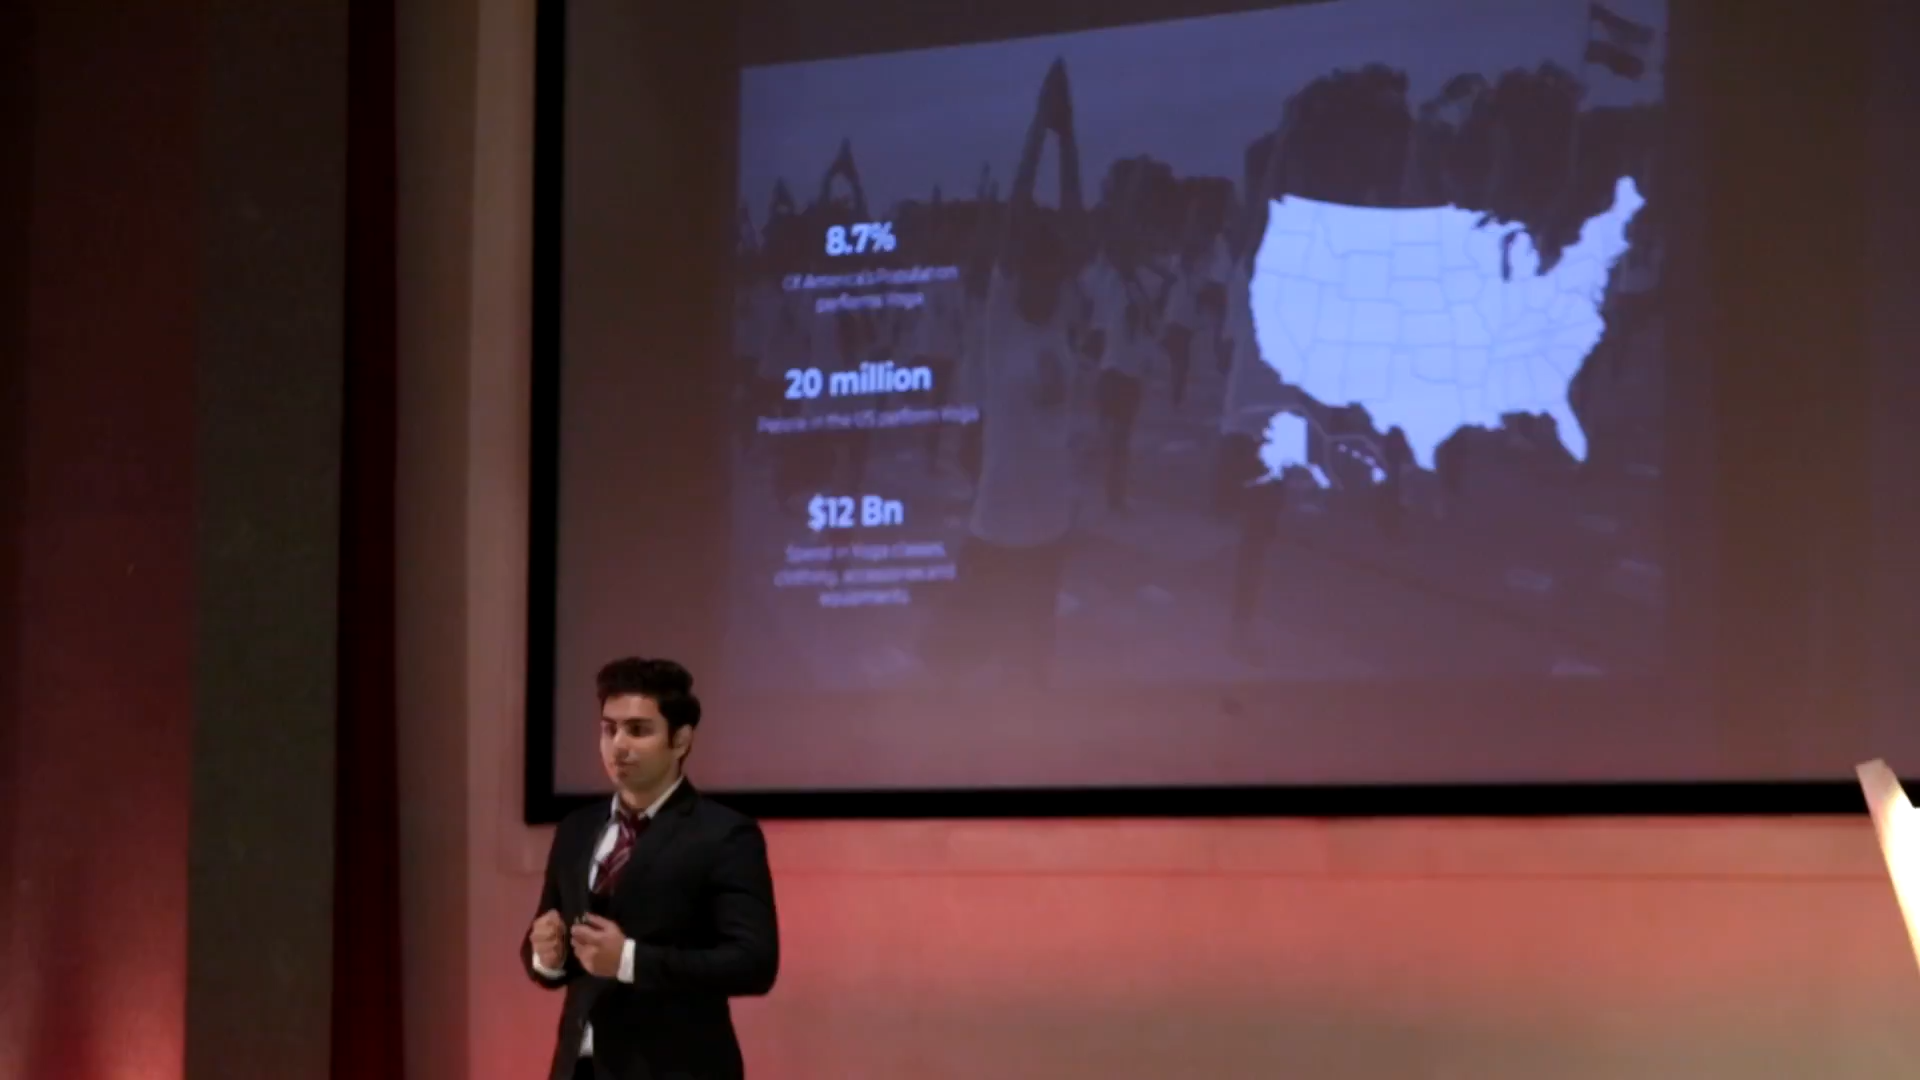 8.7%
Of America's Population
performs Yoga
20 million
People in the US perform Yoga
$12 Bn
Spend in Yoga classes,
clothing, accessories and
equipments